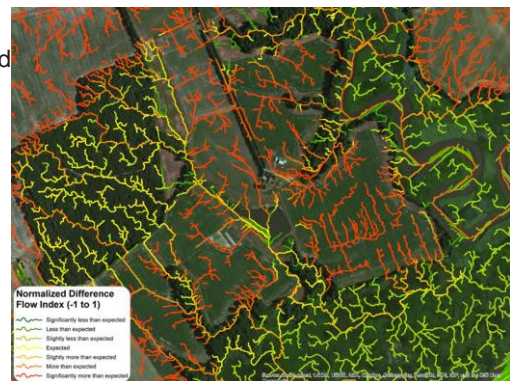 d
Normalized Difference
Flow Index (-1 to 1)
Significantly less than expected
Less than expected
Slightly less than expected
Expected
Slightly more than expected
More than expected
Significantly more than expected